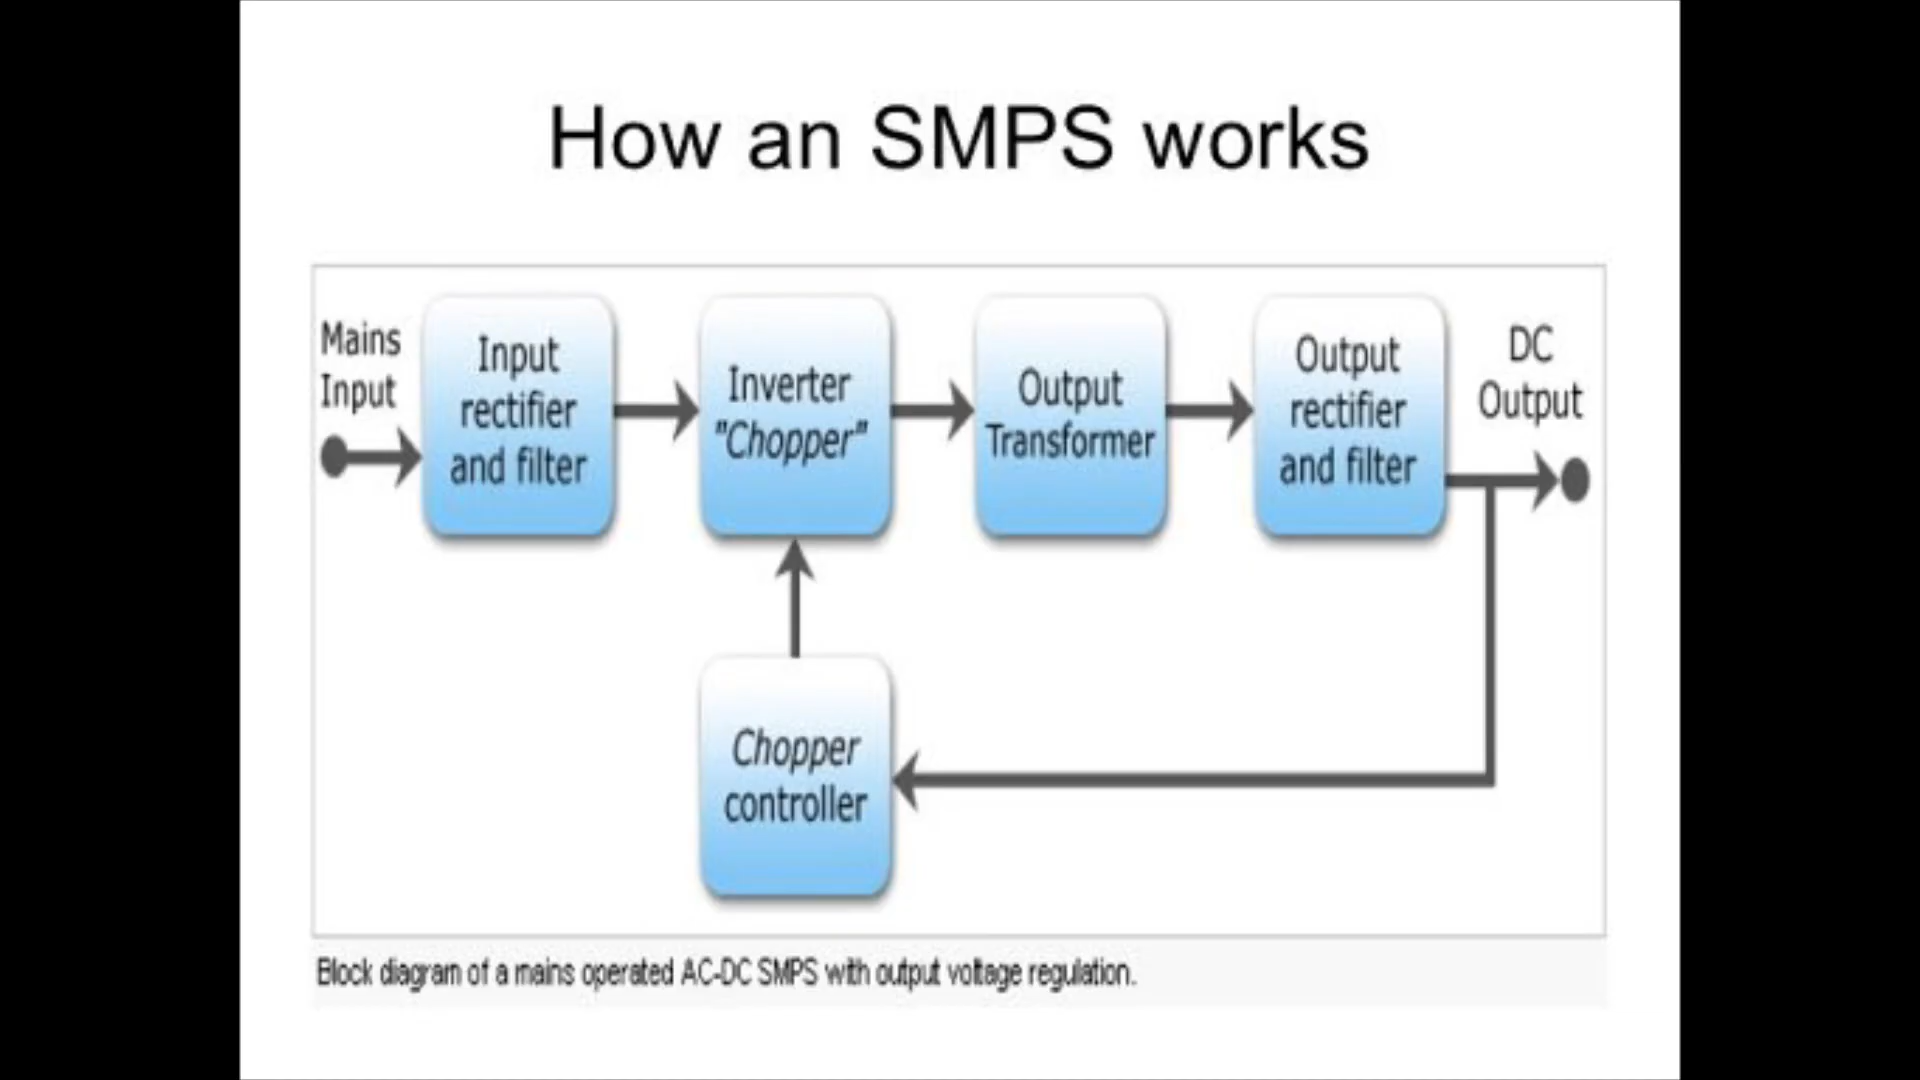 How an SMPS works
Mains
Input
Input
rectifier
and filter
Inverter
"Chopper"
Output
Transformer
Output
rectifier
and filter
DC
Output
Chopper
controller
Block diagram of a mains operated AC-DC SMPS with output voltage regulation.